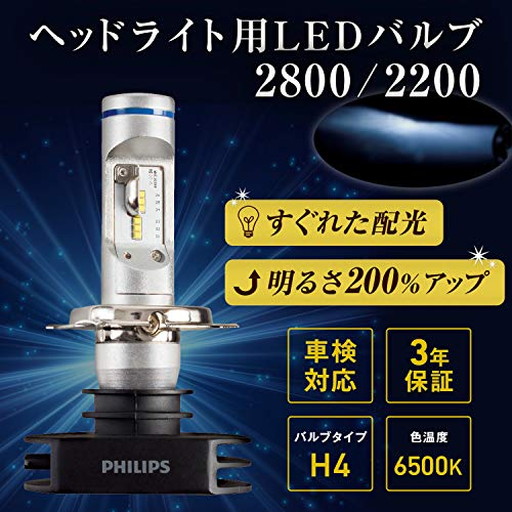 ヘッドライト用LEDバルブ
2800/2200
すぐれた配光
明るさ200%アップ
車検
対応
3年
保証
バルブタイプ
H4
色温度
6500K
PHILIPS